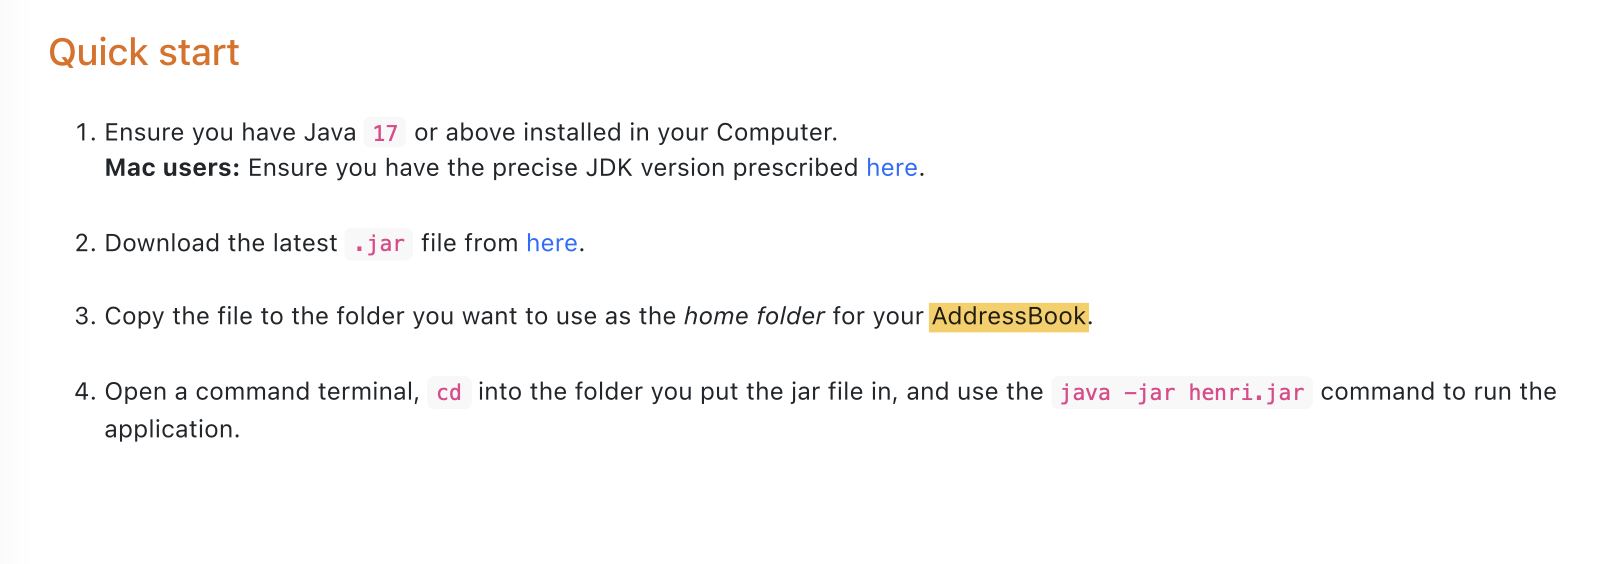 Quick start
1. Ensure you have Java 17 or above installed in your Computer.
Mac users: Ensure you have the precise JDK version prescribed here.
2. Download the latest .jar file from here.
3. Copy the file to the folder you want to use as the home folder for your AddressBook.
4. Open a command terminal, cd into the folder you put the jar file in, and use the java -jar henri.jar command to run the
application.